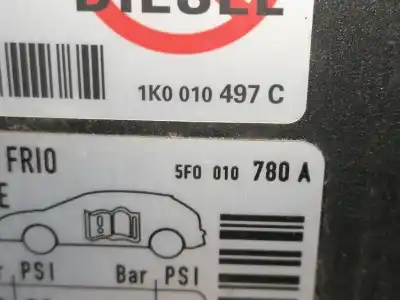 DIESEL
1K0 010 497 C
FRIO
5F0 010 780 A
E
PSI
Bar PSI